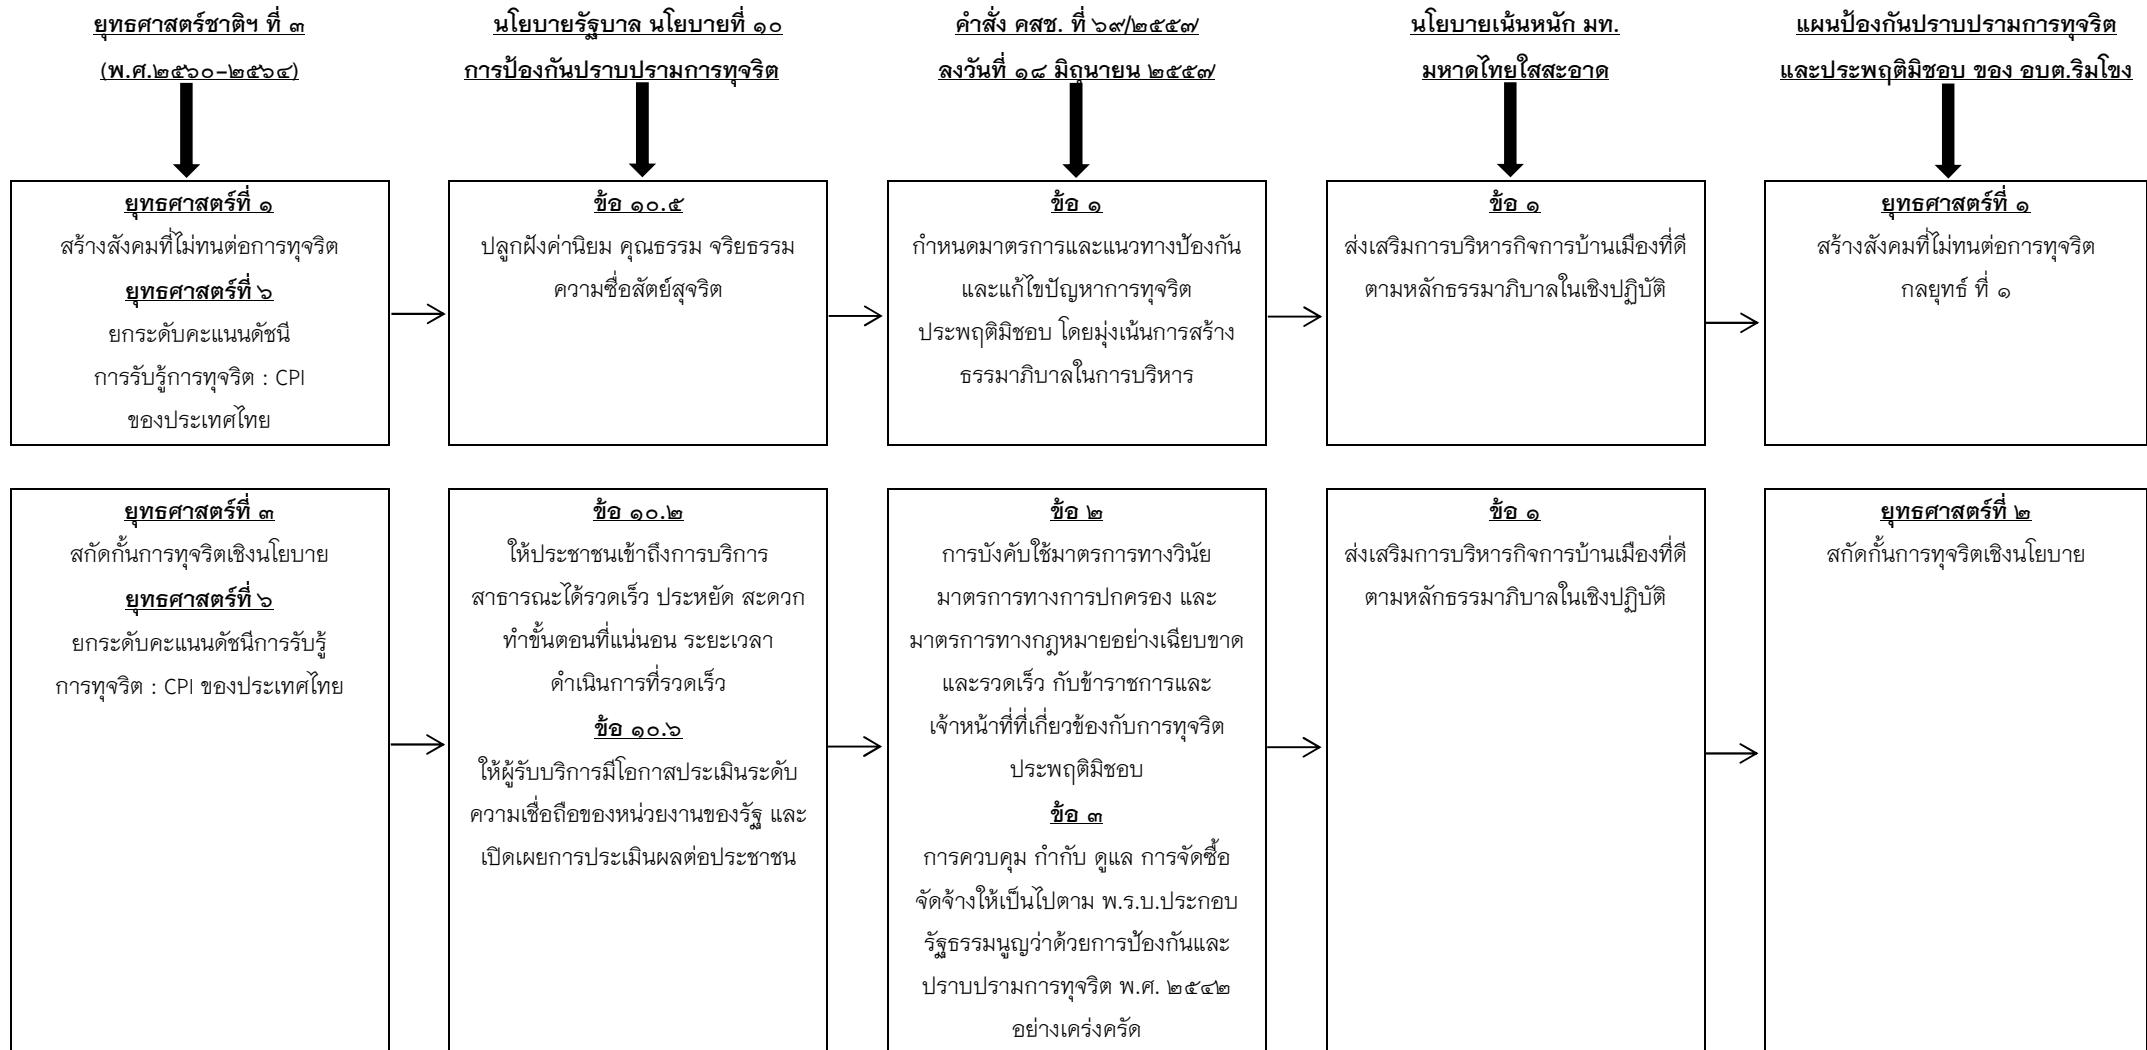 ยุทธศาสตร์ชาติฯ ที่ ๓
(พ.ศ.๒๕๖๐-๒๕๖๔)
นโยบายรัฐบาล นโยบายที่ ๑๐
การป้องกันปราบปรามการทุจริต
คำสั่ง คสช. ที่ ๖๙/๒๕๕๗
ลงวันที่ ๑๘ มิถุนายน ๒๕๕๗
นโยบายเน้นหนัก มท.
มหาดไทยใสสะอาด
แผนป้องกันปราบปรามการทุจริต
และประพฤติมิชอบ ของ อบต.ริมโขง
ยุทธศาสตร์ที่ ๑
สร้างสังคมที่ไม่ทนต่อการทุจริต
ยุทธศาสตร์ที่ ๖
ยกระดับคะแนนดัชนี
การรับรู้การทุจริต : CPI
ของประเทศไทย
ข้อ ๑๐.๕
ปลูกฝังค่านิยม คุณธรรม จริยธรรม
ความซื่อสัตย์สุจริต
ข้อ ๑
กำหนดมาตรการและแนวทางป้องกัน
และแก้ไขปัญหาการทุจริต
ประพฤติมิชอบ โดยมุ่งเน้นการสร้าง
ธรรมาภิบาลในการบริหาร
ข้อ ๑
ส่งเสริมการบริหารกิจการบ้านเมืองที่ดี
ตามหลักธรรมาภิบาลในเชิงปฏิบัติ
ยุทธศาสตร์ที่ ๑
สร้างสังคมที่ไม่ทนต่อการทุจริต
กลยุทธ์ ที่ ๑
ยุทธศาสตร์ที่ ๓
สกัดกั้นการทุจริตเชิงนโยบาย
ยุทธศาสตร์ที่ ๖
ยกระดับคะแนนดัชนีการรับรู้
การทุจริต : CPI ของประเทศไทย
ข้อ ๑๐.๒
ให้ประชาชนเข้าถึงการบริการ
สาธารณะได้รวดเร็ว ประหยัด สะดวก
ทำขั้นตอนที่แน่นอน ระยะเวลา
ดำเนินการที่รวดเร็ว
ข้อ ๑๐.๖
ให้ผู้รับบริการมีโอกาสประเมินระดับ
ความเชื่อถือของหน่วยงานของรัฐ และ
เปิดเผยการประเมินผลต่อประชาชน
ข้อ ๒
การบังคับใช้มาตรการทางวินัย
มาตรการทางการปกครอง และ
มาตรการทางกฎหมายอย่างเฉียบขาด
และรวดเร็ว กับข้าราชการและ
เจ้าหน้าที่ที่เกี่ยวข้องกับการทุจริต
ประพฤติมิชอบ
ข้อ ๓
การควบคุม กำกับ ดูแล การจัดซื้อ
จัดจ้างให้เป็นไปตาม พ.ร.บ.ประกอบ
รัฐธรรมนูญว่าด้วยการป้องกันและ
ปราบปรามการทุจริต พ.ศ. ๒๕๔๒
อย่างเคร่งครัด
ข้อ ๑
ส่งเสริมการบริหารกิจการบ้านเมืองที่ดี
ตามหลักธรรมาภิบาลในเชิงปฏิบัติ
ยุทธศาสตร์ที่ ๒
สกัดกั้นการทุจริตเชิงนโยบาย